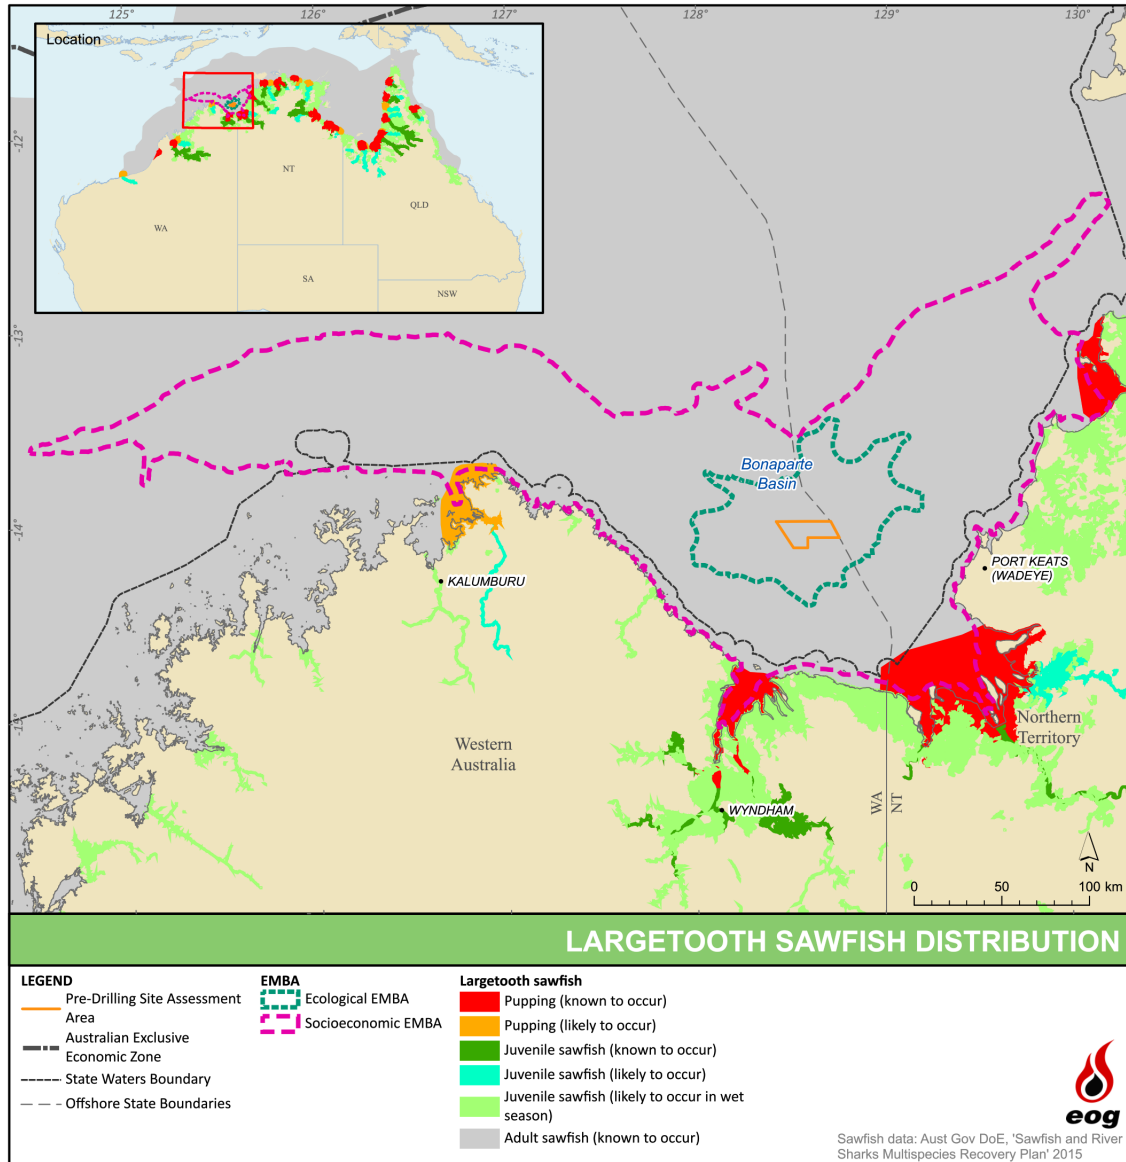 125°
126°
127°
128°
129°
130°
Location
NT
WA
QLD
SA
NSW
-12°
-13°
-14°
Bonaparte
Basin
KALUMBURU
PORT KEATS
(WADEYE)
Northern
Territory
Western
Australia
WYNDHAM
WA
NT
N
0 50 100 km
LARGETOOTH SAWFISH DISTRIBUTION
LEGEND
Pre-Drilling Site Assessment
Area
Australian Exclusive
Economic Zone
State Waters Boundary
Offshore State Boundaries
EMBA
Ecological EMBA
Socioeconomic EMBA
Largetooth sawfish
Pupping (known to occur)
Pupping (likely to occur)
Juvenile sawfish (known to occur)
Juvenile sawfish (likely to occur)
Juvenile sawfish (likely to occur in wet
season)
Adult sawfish (known to occur)
eog
Sawfish data: Aust Gov DoE, 'Sawfish and River
Sharks Multispecies Recovery Plan' 2015